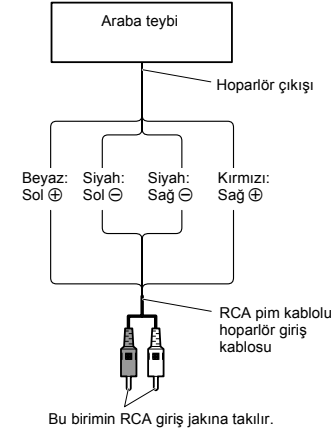 Araba teybi
Hoparlör çıkışı
Beyaz: Siyah: Siyah: Kırmızı:
Sol ⊕ Sol ⊖ Sağ ⊖ Sağ ⊕
RCA pim kablolu
hoparlör giriş
kablosu
Bu birimin RCA giriş jakına takılır.